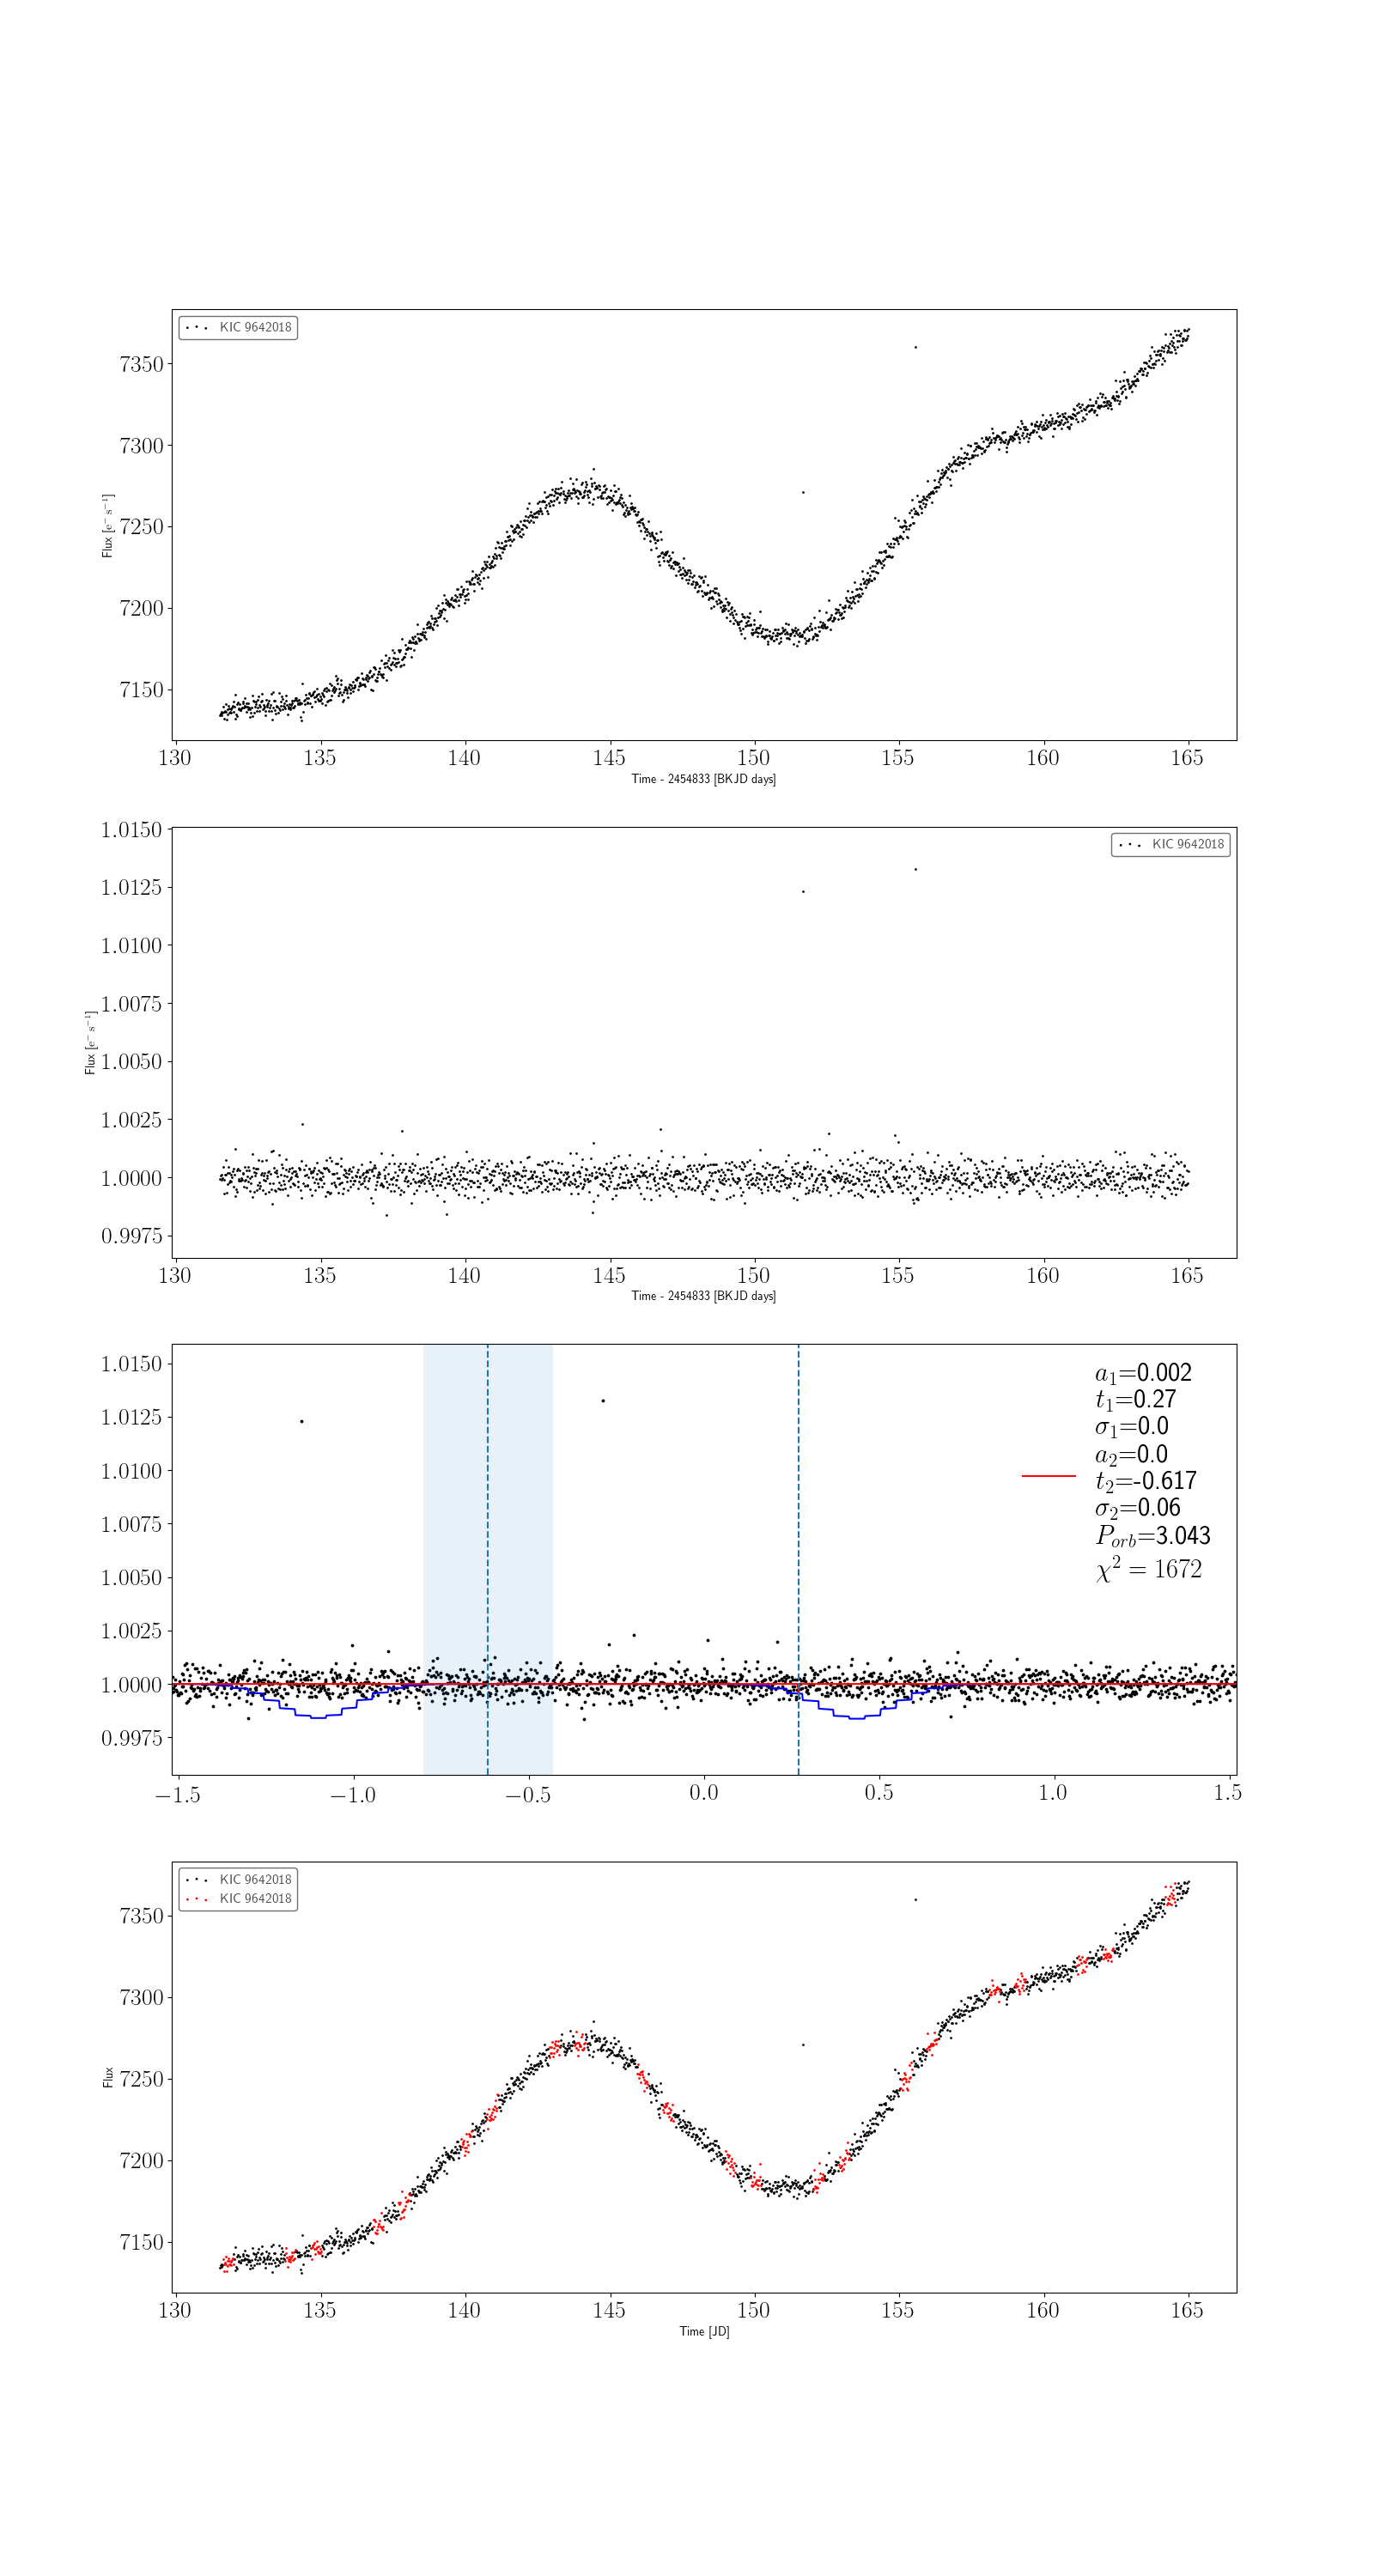 KIC 9642018
7350
7300
7250
7200
7150
Flux [e⁻ s⁻¹]
130 135 140 145 150 155 160 165
Time - 2454833 [BKJD days]
KIC 9642018
1.0150
1.0125
1.0100
1.0075
1.0050
1.0025
1.0000
0.9975
Flux [e⁻ s⁻¹]
130 135 140 145 150 155 160 165
Time - 2454833 [BKJD days]
1.0150
1.0125
1.0100
1.0075
1.0050
1.0025
1.0000
0.9975
a₁=0.002
t₁=0.27
σ₁=0.0
a₂=0.0
t₂=-0.617
σ₂=0.06
P_orb=3.043
χ² = 1672
−1.5 −1.0 −0.5 0.0 0.5 1.0 1.5
KIC 9642018
KIC 9642018
7350
7300
7250
7200
7150
Flux
130 135 140 145 150 155 160 165
Time [JD]